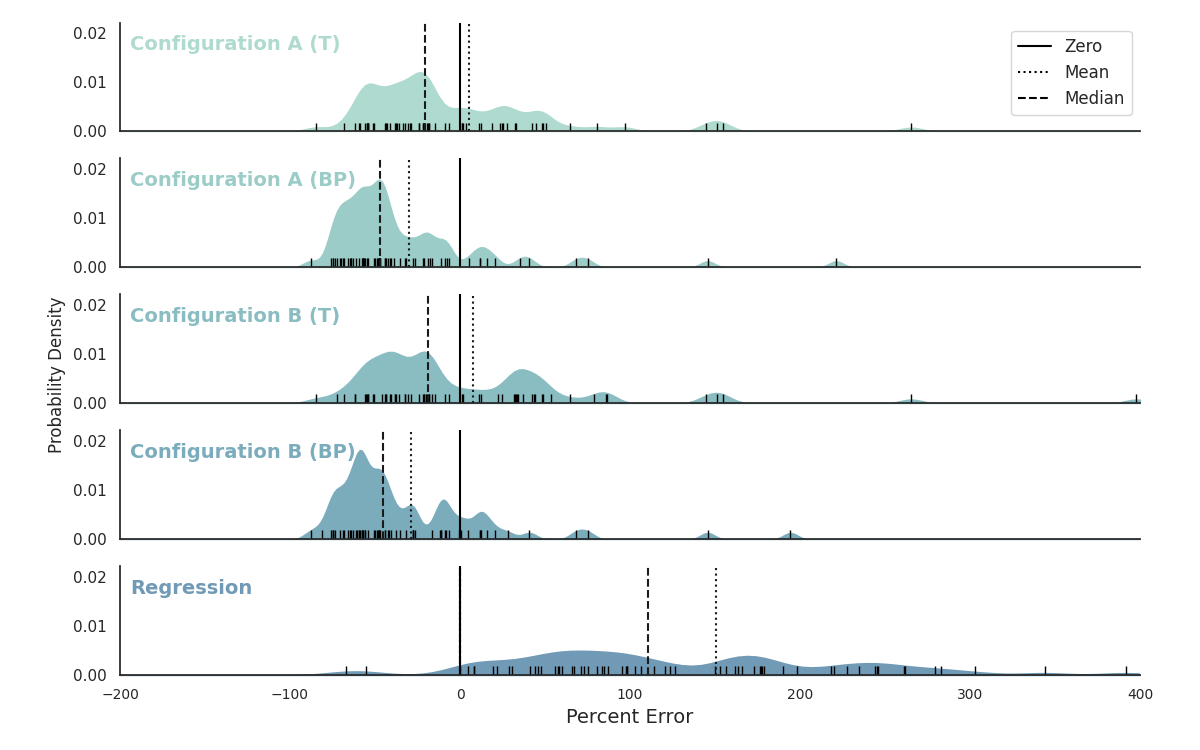 0.02
Configuration A (T)
0.01
0.00
Zero
Mean
Median
0.02
Configuration A (BP)
0.01
0.00
Probability Density
0.02
Configuration B (T)
0.01
0.00
0.02
Configuration B (BP)
0.01
0.00
0.02
Regression
0.01
0.00
−200 −100 0 100 200 300 400
Percent Error